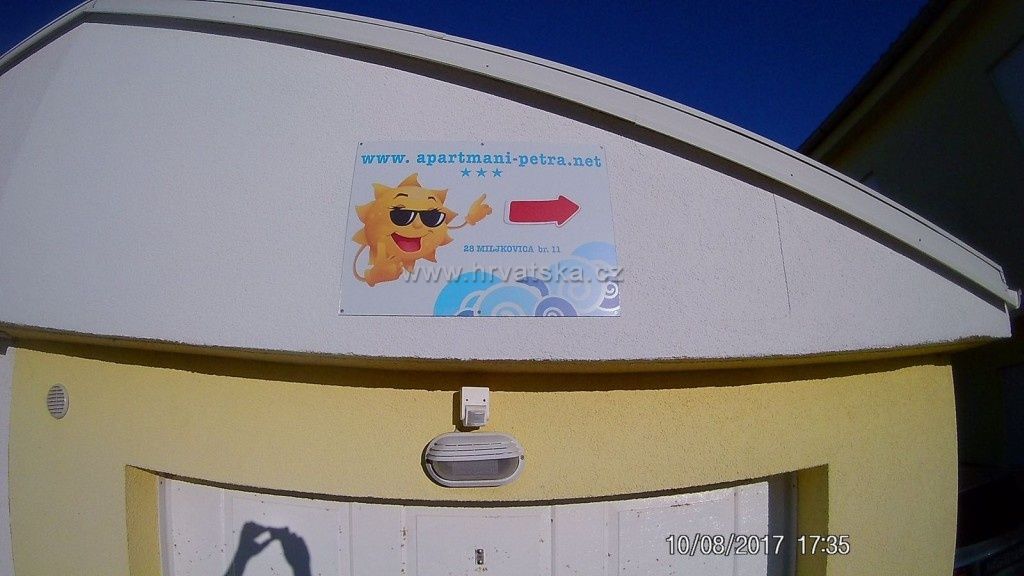 www. apartmani-petra.net
28 MILJKOVICA br. 11
www.hrvatska.cz
10/08/2017 17:35